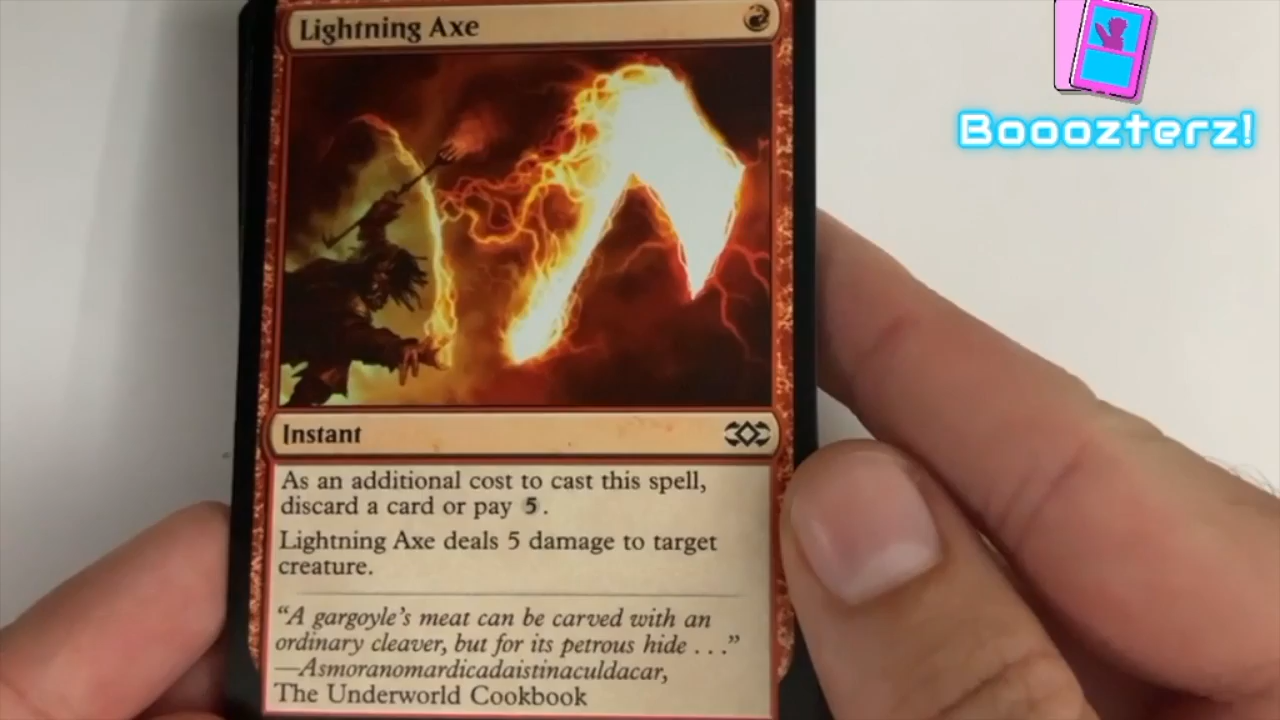 Lightning Axe
Booozterz!
Instant
As an additional cost to cast this spell,
discard a card or pay 5.
Lightning Axe deals 5 damage to target
creature.
“A gargoyle’s meat can be carved with an
ordinary cleaver, but for its petrous hide . . .”
—Asmoranomardicadaistinaculdacar,
The Underworld Cookbook